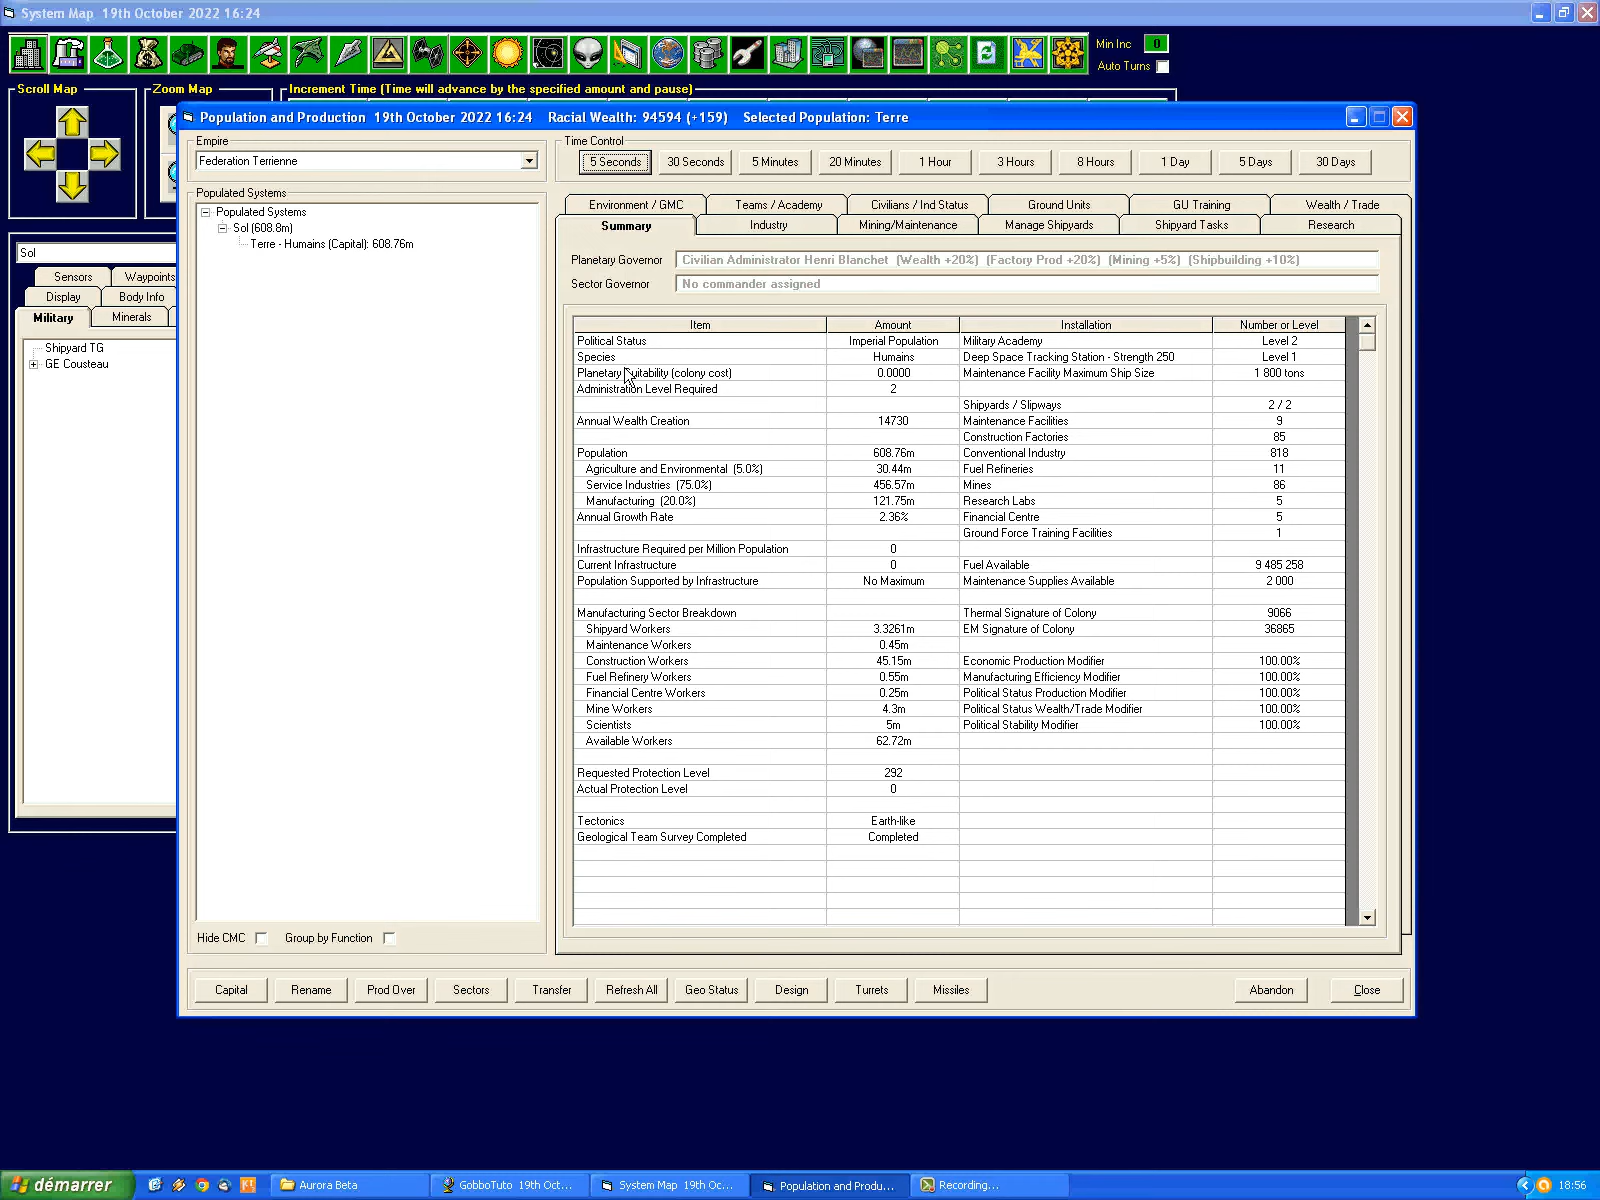 System Map  19th October 2022 16:24
Min Inc 0
Auto Turns
Scroll Map
Zoom Map
Increment Time (Time will advance by the specified amount and pause)
Population and Production  19th October 2022 16:24  Racial Wealth: 94594 (+159)  Selected Population: Terre
Empire
Federation Terrienne
Time Control
5 Seconds 30 Seconds 5 Minutes 20 Minutes 1 Hour 3 Hours 8 Hours 1 Day 5 Days 30 Days
Populated Systems
Populated Systems
Sol (608.8m)
Terre - Humains (Capital): 608.76m
Sol
Sensors Waypoints
Display Body Info
Military Minerals
Shipyard TG
GE Cousteau
Environment / GMC Teams / Academy Civilians / Ind Status Ground Units GU Training Wealth / Trade
Summary Industry Mining/Maintenance Manage Shipyards Shipyard Tasks Research
Planetary Governor Civilian Administrator Henri Blanchet (Wealth +20%) (Factory Prod +20%) (Mining +5%) (Shipbuilding +10%)
Sector Governor No commander assigned
Item Amount Installation Number or Level
Political Status Imperial Population Military Academy Level 2
Species Humains Deep Space Tracking Station - Strength 250 Level 1
Planetary Suitability (colony cost) 0.0000 Maintenance Facility Maximum Ship Size 1 800 tons
Administration Level Required 2
Shipyards / Slipways 2 / 2
Annual Wealth Creation 14730 Maintenance Facilities 9
Construction Factories 85
Population 608.76m Conventional Industry 818
Agriculture and Environmental (5.0%) 30.44m Fuel Refineries 11
Service Industries (75.0%) 456.57m Mines 86
Manufacturing (20.0%) 121.75m Research Labs 5
Annual Growth Rate 2.36% Financial Centre 5
Ground Force Training Facilities 1
Infrastructure Required per Million Population 0
Current Infrastructure 0 Fuel Available 9 485 258
Population Supported by Infrastructure No Maximum Maintenance Supplies Available 2 000
Manufacturing Sector Breakdown Thermal Signature of Colony 9066
Shipyard Workers 3.3261m EM Signature of Colony 36865
Maintenance Workers 0.45m
Construction Workers 45.15m Economic Production Modifier 100.00%
Fuel Refinery Workers 0.55m Manufacturing Efficiency Modifier 100.00%
Financial Centre Workers 0.25m Political Status Production Modifier 100.00%
Mine Workers 4.3m Political Status Wealth/Trade Modifier 100.00%
Scientists 5m Political Stability Modifier 100.00%
Available Workers 62.72m
Requested Protection Level 292
Actual Protection Level 0
Tectonics Earth-like
Geological Team Survey Completed Completed
Hide CMC Group by Function
Capital Rename Prod Over Sectors Transfer Refresh All Geo Status Design Turrets Missiles Abandon Close
démarrer Aurora Beta GobboTuto 19th Oct... System Map 19th Oc... Population and Produ... Recording... 18:56